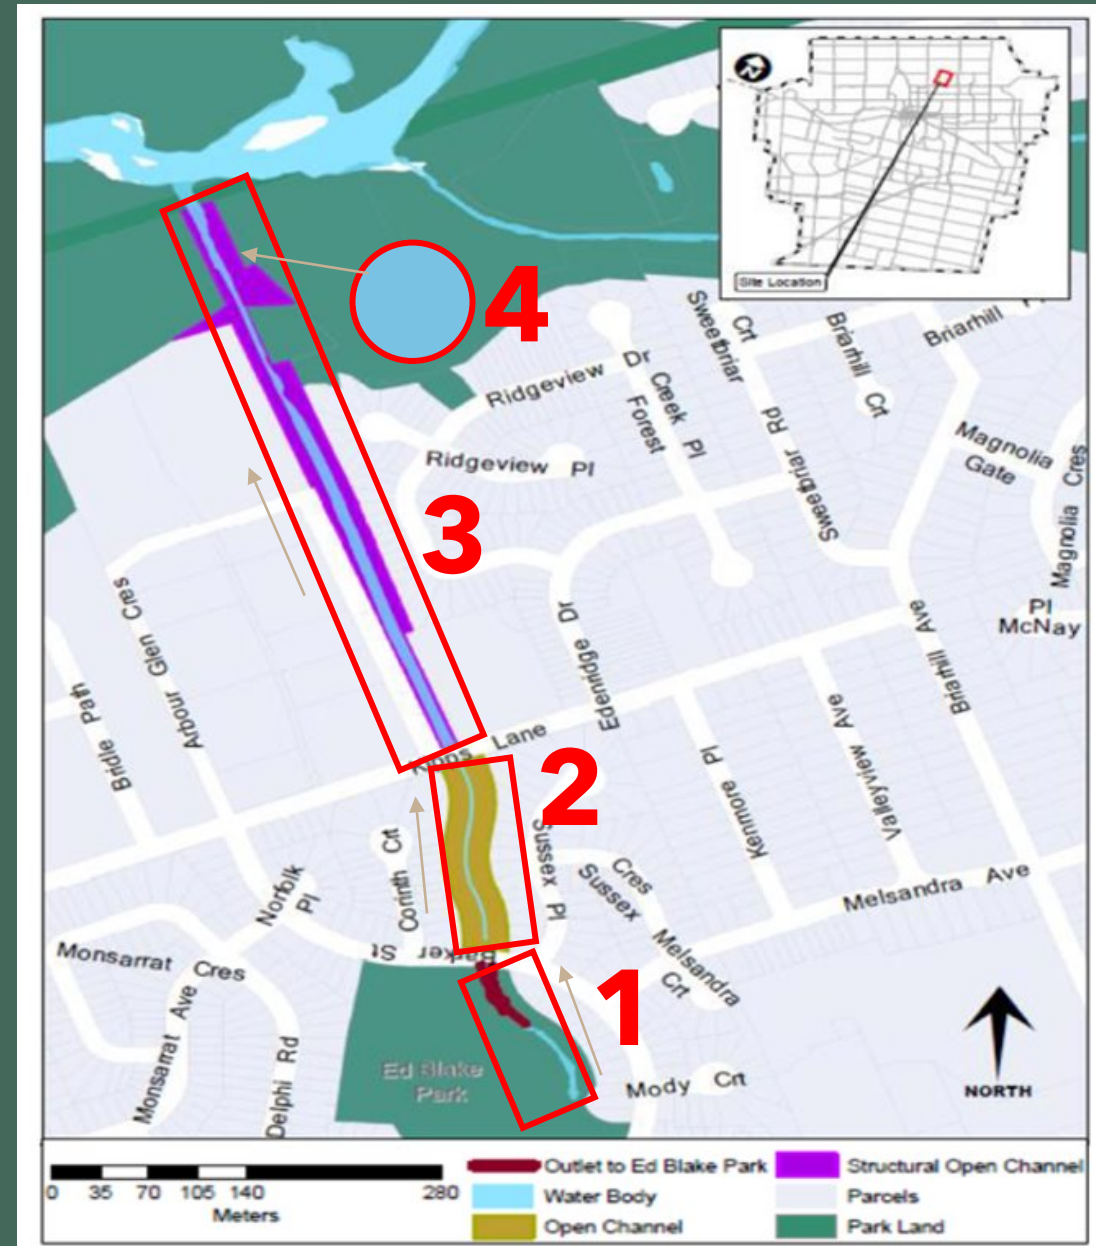 Site Location
4
Sweetbriar
Crt
Briarhill Crt
Briarhill
Ridgeview Dr
Forest
Creek Pl
Sweetbriar Rd
Magnolia
Gate
Magnolia Cres
Ridgeview Pl
3
Pl
McNay
Arbour Glen Cres
Edenridge Dr
Briarhill Ave
Bridle Path
Lane
2
Kenmore Pl
Valleyview Ave
Corinth Crt
Sussex Pl
Cres
Sussex
Norfolk
Pl
Melsandra Ave
Barker St
Monsarrat Cres
Melsandra
Crt
1
Monsarrat Ave
Delphi Rd
Ed Blake
Park
Mody Crt
NORTH
Outlet to Ed Blake Park
Structural Open Channel
0 35 70 105 140 280
Meters
Water Body
Parcels
Open Channel
Park Land